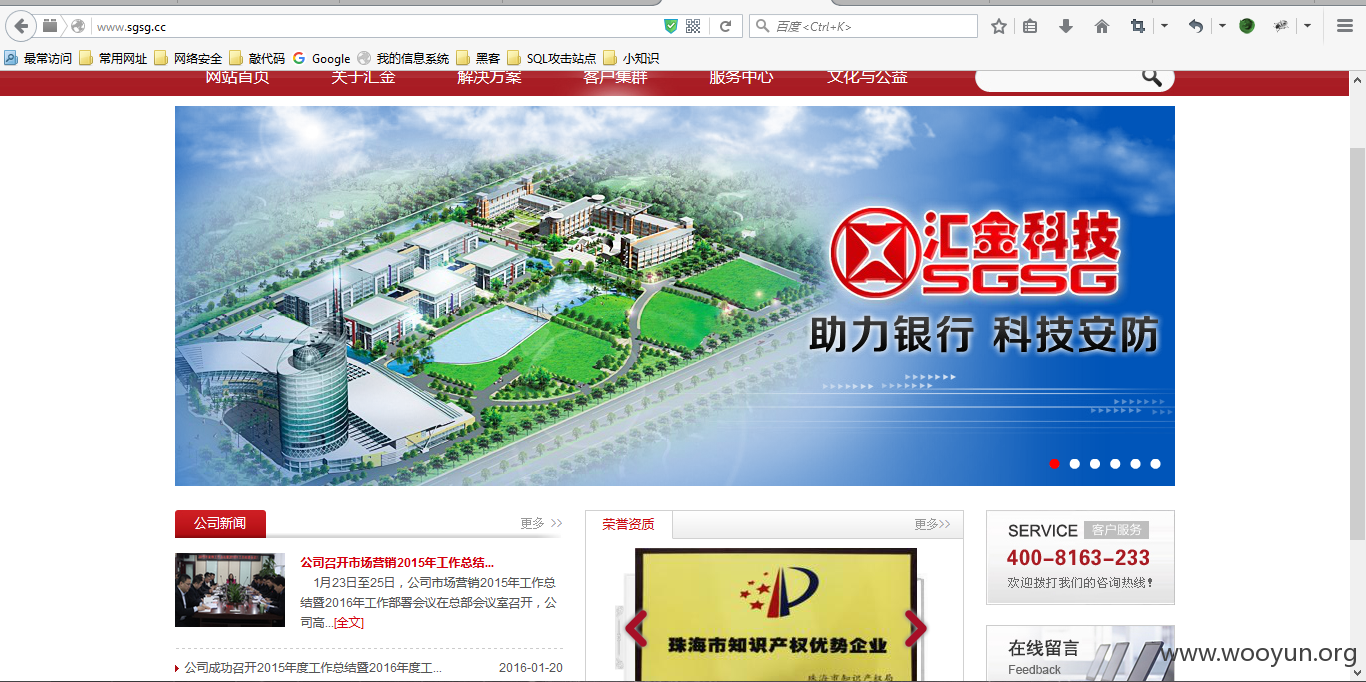 www.sgsg.cc
百度 <Ctrl+K>
最常访问 常用网址 网络安全 敲代码 Google 我的信息系统 黑客 SQL攻击站点 小知识
网站首页 关于汇金 解决方案 客户集群 服务中心 文化与公益
汇金科技
SGSG
助力银行 科技安防
公司新闻 更多 >>
公司召开市场营销2015年工作总结...
1月23日至25日，公司市场营销2015年工作总
结暨2016年工作部署会议在总部会议室召开，公
司高...[全文]
公司成功召开2015年度工作总结暨2016年度工... 2016-01-20
荣誉资质 更多>>
珠海市知识产权优势企业
珠海市知识产权局
SERVICE 客户服务
400-8163-233
欢迎拨打我们的咨询热线！
在线留言
Feedback
www.wooyun.org